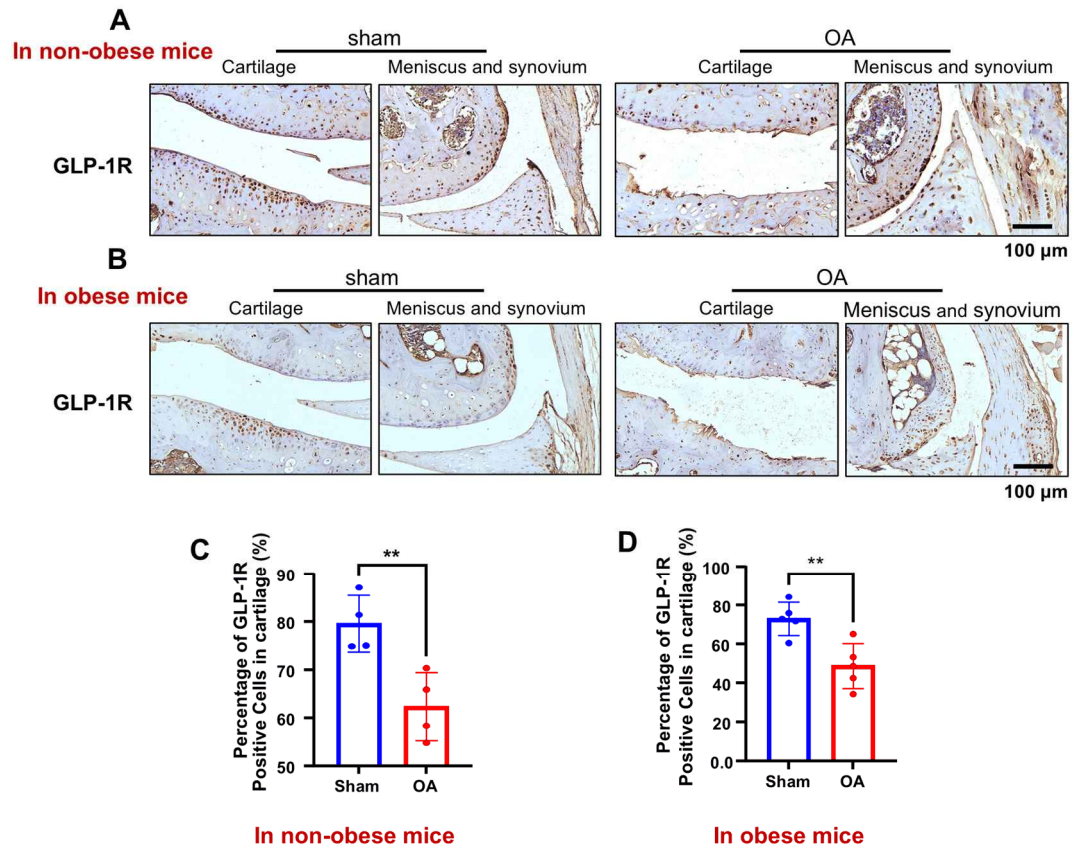 A
In non-obese mice
sham
OA
Cartilage
Meniscus and synovium
Cartilage
Meniscus and synovium
GLP-1R
100 μm
B
In obese mice
sham
OA
Cartilage
Meniscus and synovium
Cartilage
Meniscus and synovium
GLP-1R
100 μm
C
Percentage of GLP-1R
Positive Cells in cartilage (%)
**
90
80
70
60
50
Sham
OA
In non-obese mice
D
Percentage of GLP-1R
Positive Cells in cartilage (%)
**
100
80
60
40
20
0.0
Sham
OA
In obese mice